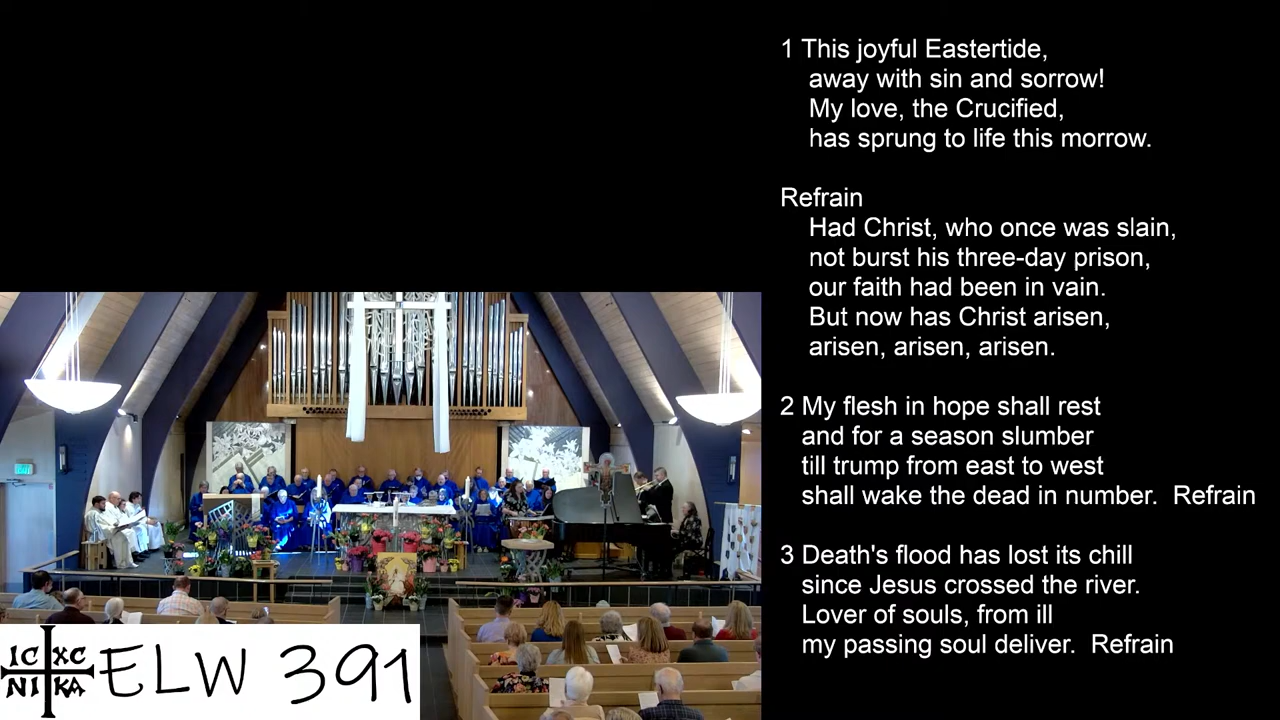 1 This joyful Eastertide,
away with sin and sorrow!
My love, the Crucified,
has sprung to life this morrow.
Refrain
Had Christ, who once was slain,
not burst his three-day prison,
our faith had been in vain.
But now has Christ arisen,
arisen, arisen, arisen.
2 My flesh in hope shall rest
and for a season slumber
till trump from east to west
shall wake the dead in number. Refrain
3 Death's flood has lost its chill
since Jesus crossed the river.
Lover of souls, from ill
my passing soul deliver. Refrain
IC XC
NI KA
ELW 391